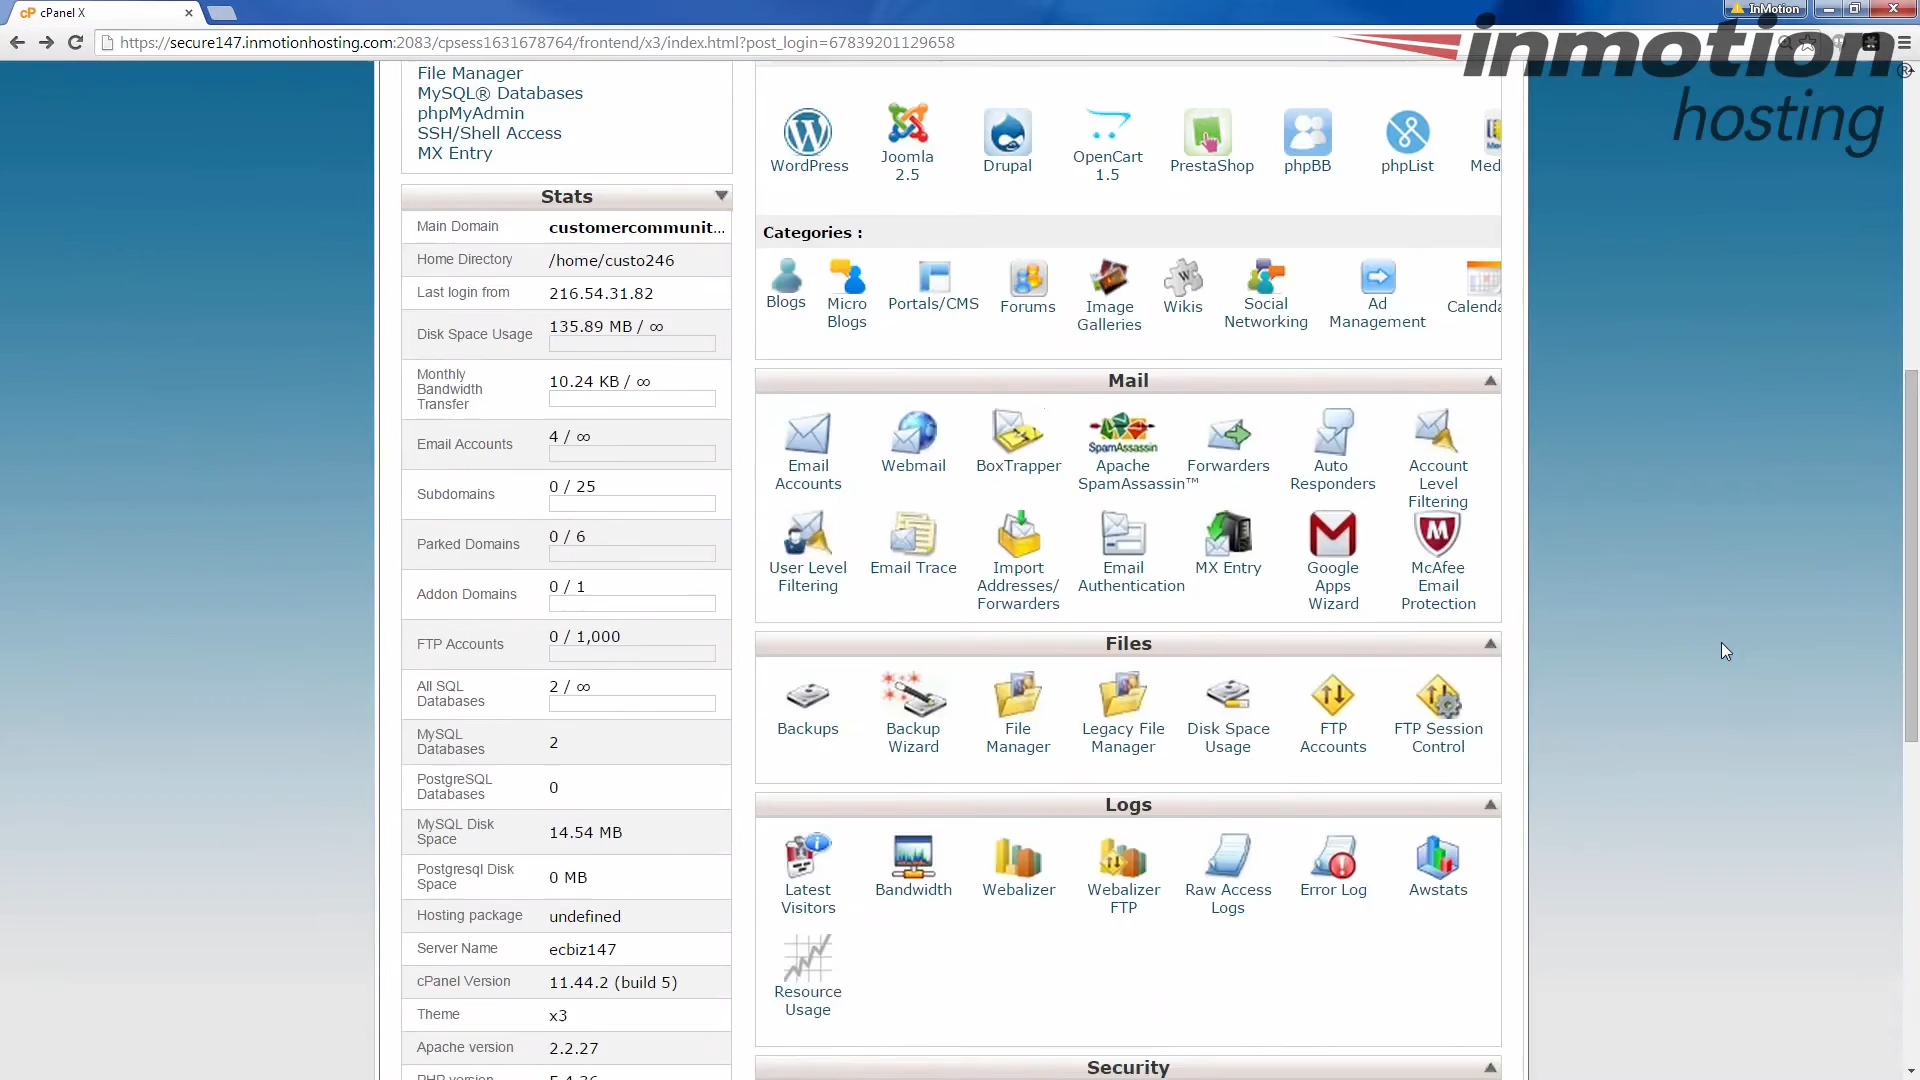 cPanel X
InMotion
https://secure147.inmotionhosting.com:2083/cpsess1631678764/frontend/x3/index.html?post_login=67839201129658
inmotion
hosting
File Manager
MySQL® Databases
phpMyAdmin
SSH/Shell Access
MX Entry
Stats
Main Domain customercommunit...
Home Directory /home/custo246
Last login from 216.54.31.82
Disk Space Usage 135.89 MB / ∞
Monthly Bandwidth Transfer 10.24 KB / ∞
Email Accounts 4 / ∞
Subdomains 0 / 25
Parked Domains 0 / 6
Addon Domains 0 / 1
FTP Accounts 0 / 1,000
All SQL Databases 2 / ∞
MySQL Databases 2
PostgreSQL Databases 0
MySQL Disk Space 14.54 MB
Postgresql Disk Space 0 MB
Hosting package undefined
Server Name ecbiz147
cPanel Version 11.44.2 (build 5)
Theme x3
Apache version 2.2.27
WordPress
Joomla 2.5
Drupal
OpenCart 1.5
PrestaShop
phpBB
phpList
Med
Categories :
Blogs
Micro Blogs
Portals/CMS
Forums
Image Galleries
Wikis
Social Networking
Ad Management
Calenda
Mail
Email Accounts
Webmail
BoxTrapper
SpamAssassin
Apache SpamAssassin™
Forwarders
Auto Responders
Account Level Filtering
User Level Filtering
Email Trace
Import Addresses/ Forwarders
Email Authentication
MX Entry
Google Apps Wizard
McAfee Email Protection
Files
Backups
Backup Wizard
File Manager
Legacy File Manager
Disk Space Usage
FTP Accounts
FTP Session Control
Logs
Latest Visitors
Bandwidth
Webalizer
Webalizer FTP
Raw Access Logs
Error Log
Awstats
Resource Usage
Security